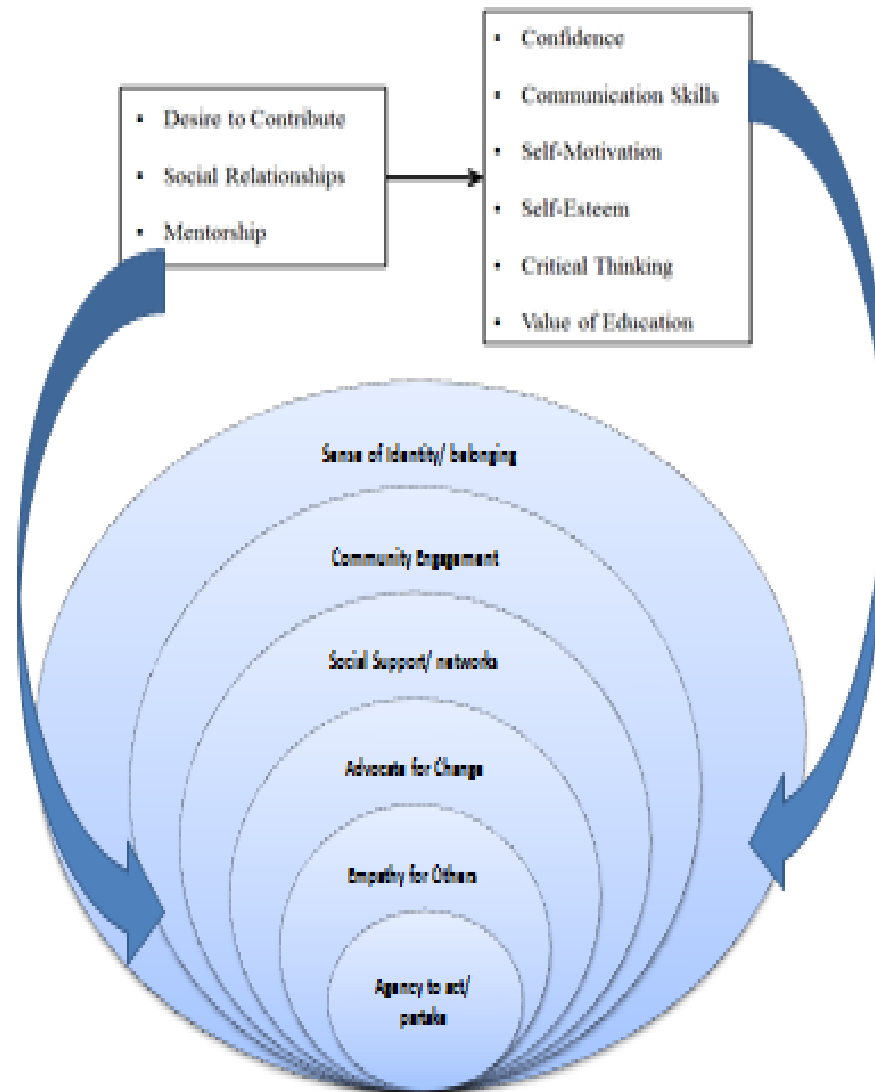 • Desire to Contribute
• Social Relationships
• Mentorship
• Confidence
• Communication Skills
• Self-Motivation
• Self-Esteem
• Critical Thinking
• Value of Education
Sense of Identity/ belonging
Community Engagement
Social Support/ networks
Advocate for Change
Empathy for Others
Agency to act/
partake